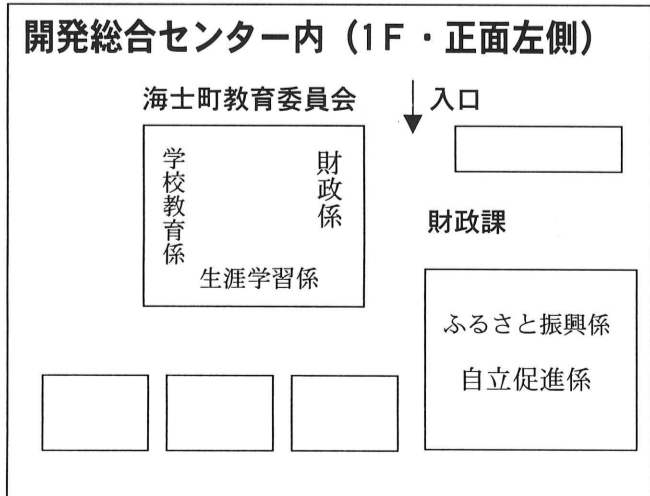 開発総合センター内（1F・正面左側）
海士町教育委員会
入口
学校教育係
財政係
生涯学習係
財政課
ふるさと振興係
自立促進係